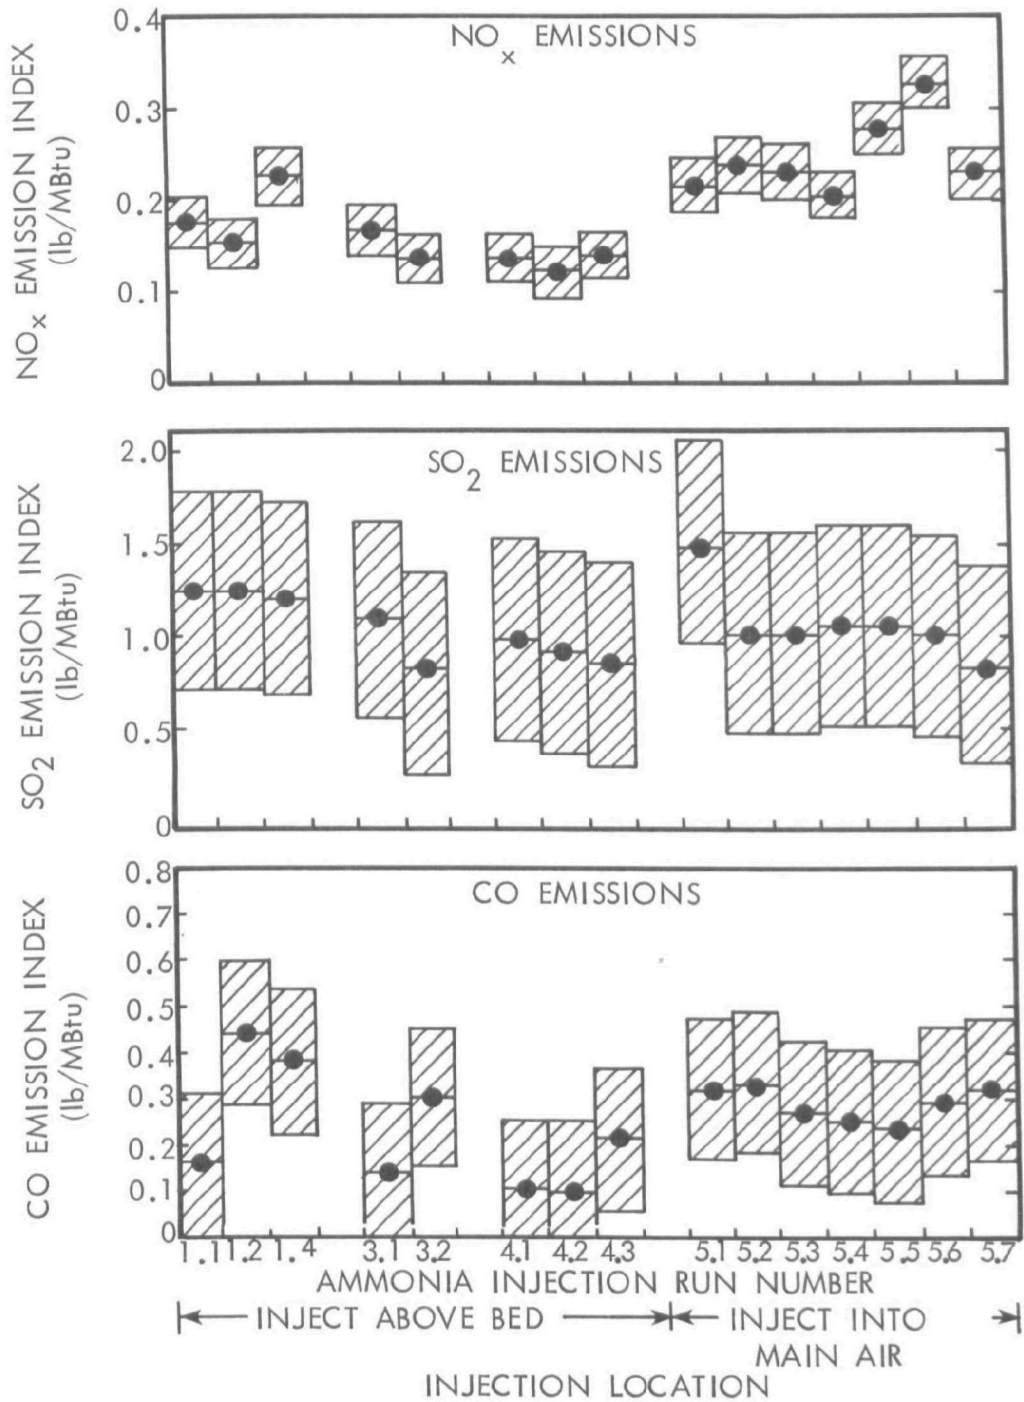 NOx EMISSIONS
NOx EMISSION INDEX
(lb/MBtu)
0.4
0.3
0.2
0.1
0
SO2 EMISSIONS
SO2 EMISSION INDEX
(lb/MBtu)
2.0
1.5
1.0
0.5
0
CO EMISSIONS
CO EMISSION INDEX
(lb/MBtu)
0.8
0.7
0.6
0.5
0.4
0.3
0.2
0.1
0
1.1 1.2 1.4 3.1 3.2 4.1 4.2 4.3 5.1 5.2 5.3 5.4 5.5 5.6 5.7
AMMONIA INJECTION RUN NUMBER
INJECT ABOVE BED INJECT INTO
MAIN AIR
INJECTION LOCATION